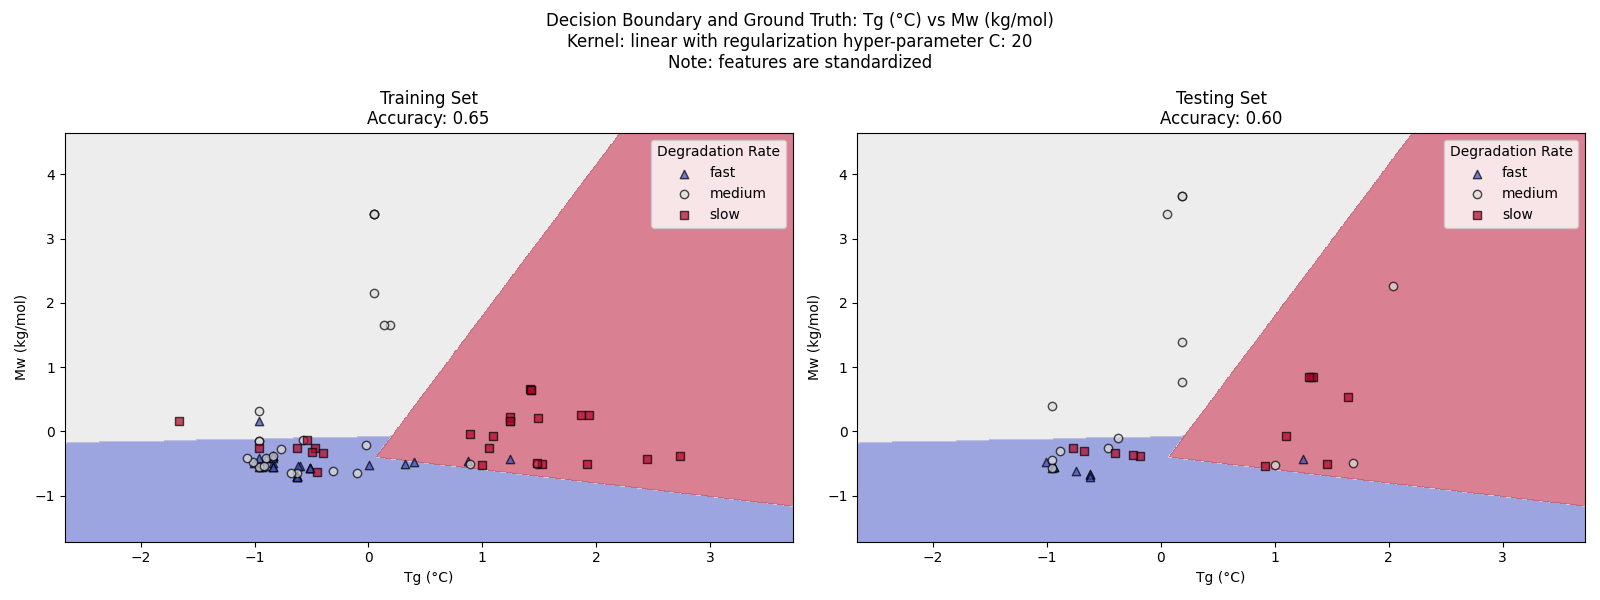 Decision Boundary and Ground Truth: Tg (°C) vs Mw (kg/mol)
Kernel: linear with regularization hyper-parameter C: 20
Note: features are standardized
Training Set
Accuracy: 0.65
Degradation Rate
fast
medium
slow
4
3
2
1
0
−1
Mw (kg/mol)
−2
−1
0
1
2
3
Tg (°C)
Testing Set
Accuracy: 0.60
Degradation Rate
fast
medium
slow
4
3
2
1
0
−1
Mw (kg/mol)
−2
−1
0
1
2
3
Tg (°C)